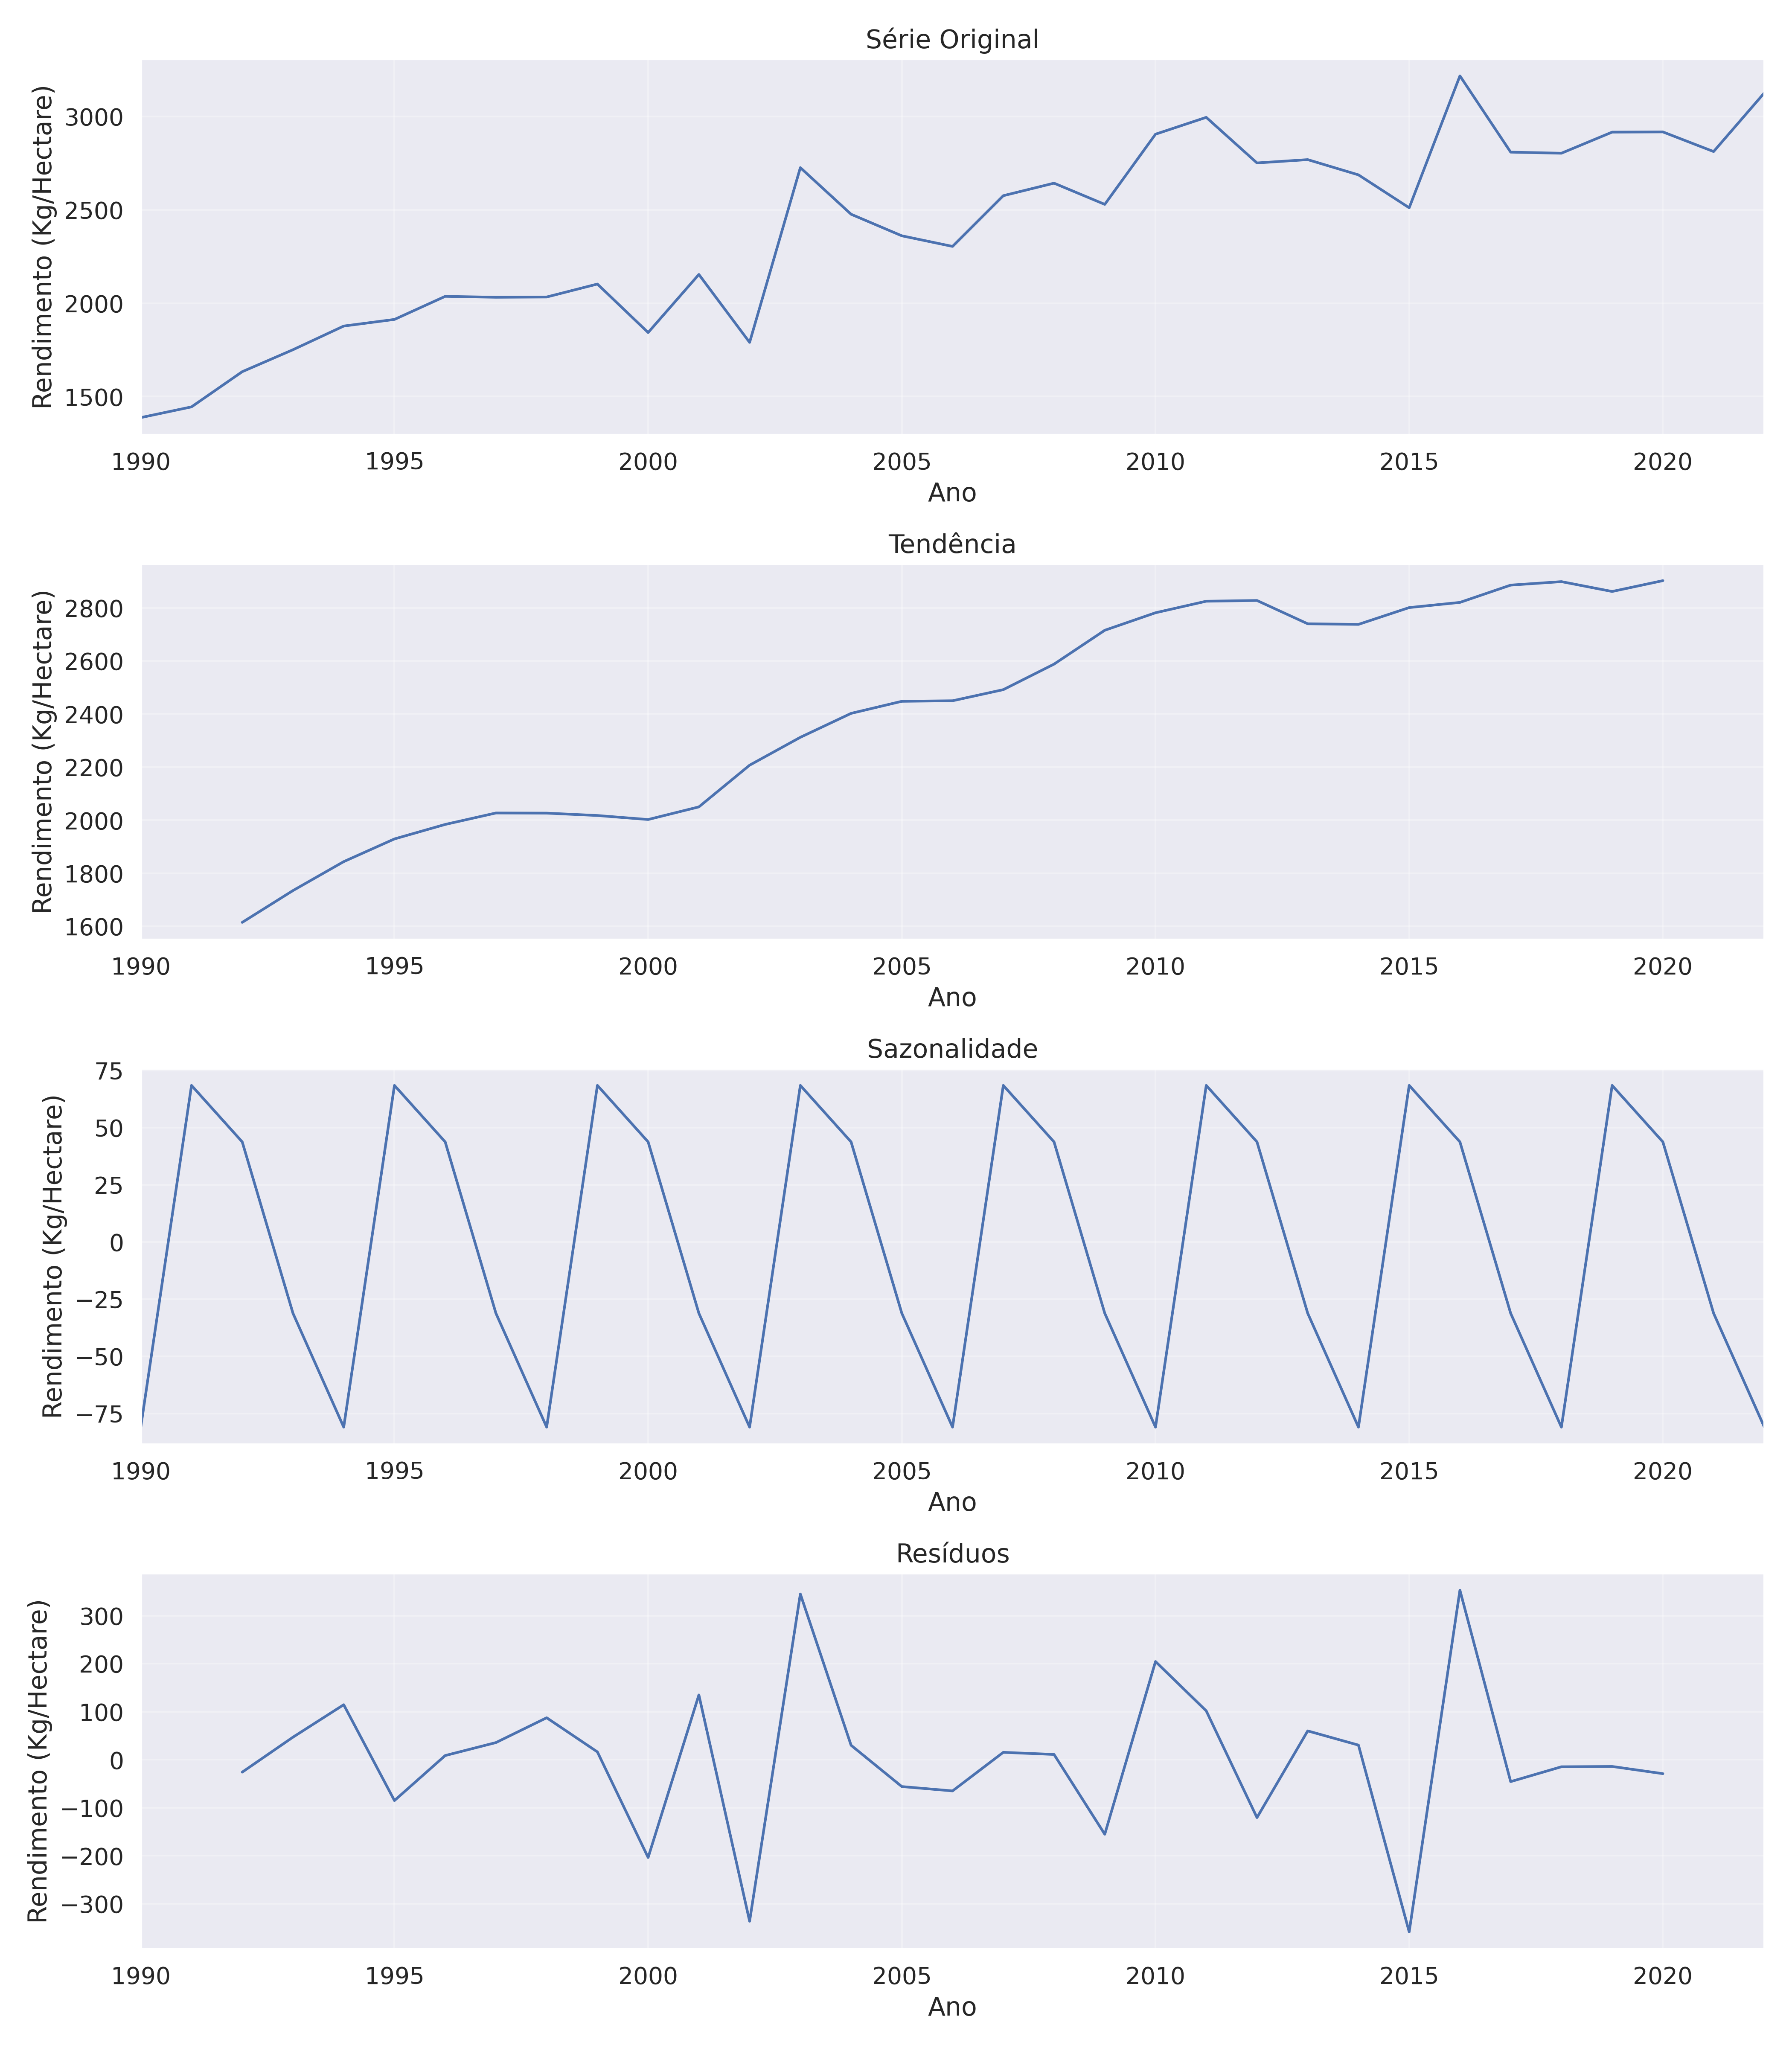 Série Original
Rendimento (Kg/Hectare)
3000
2500
2000
1500
1990 1995 2000 2005 2010 2015 2020
Ano
Tendência
Rendimento (Kg/Hectare)
2800
2600
2400
2200
2000
1800
1600
1990 1995 2000 2005 2010 2015 2020
Ano
Sazonalidade
Rendimento (Kg/Hectare)
75
50
25
0
−25
−50
−75
1990 1995 2000 2005 2010 2015 2020
Ano
Resíduos
Rendimento (Kg/Hectare)
300
200
100
0
−100
−200
−300
1990 1995 2000 2005 2010 2015 2020
Ano